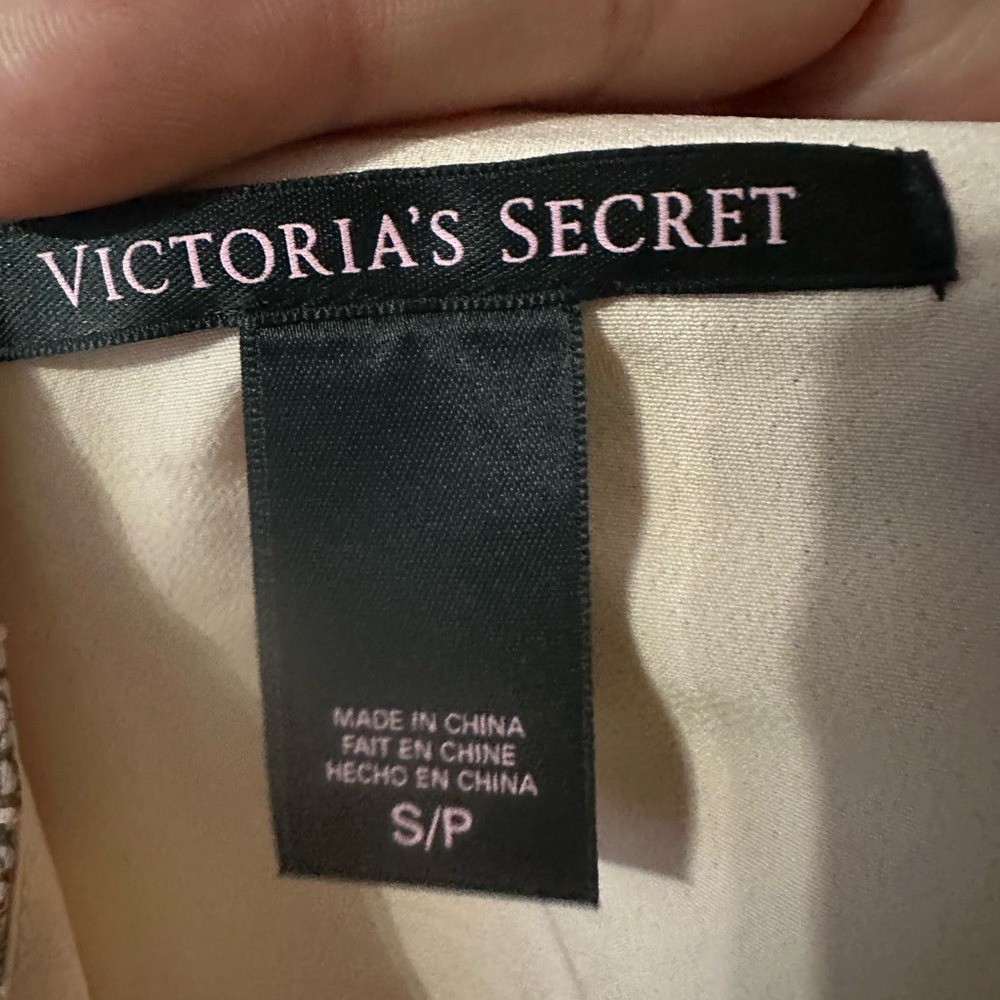 VICTORIA'S SECRET
MADE IN CHINA
FAIT EN CHINE
HECHO EN CHINA
S/P